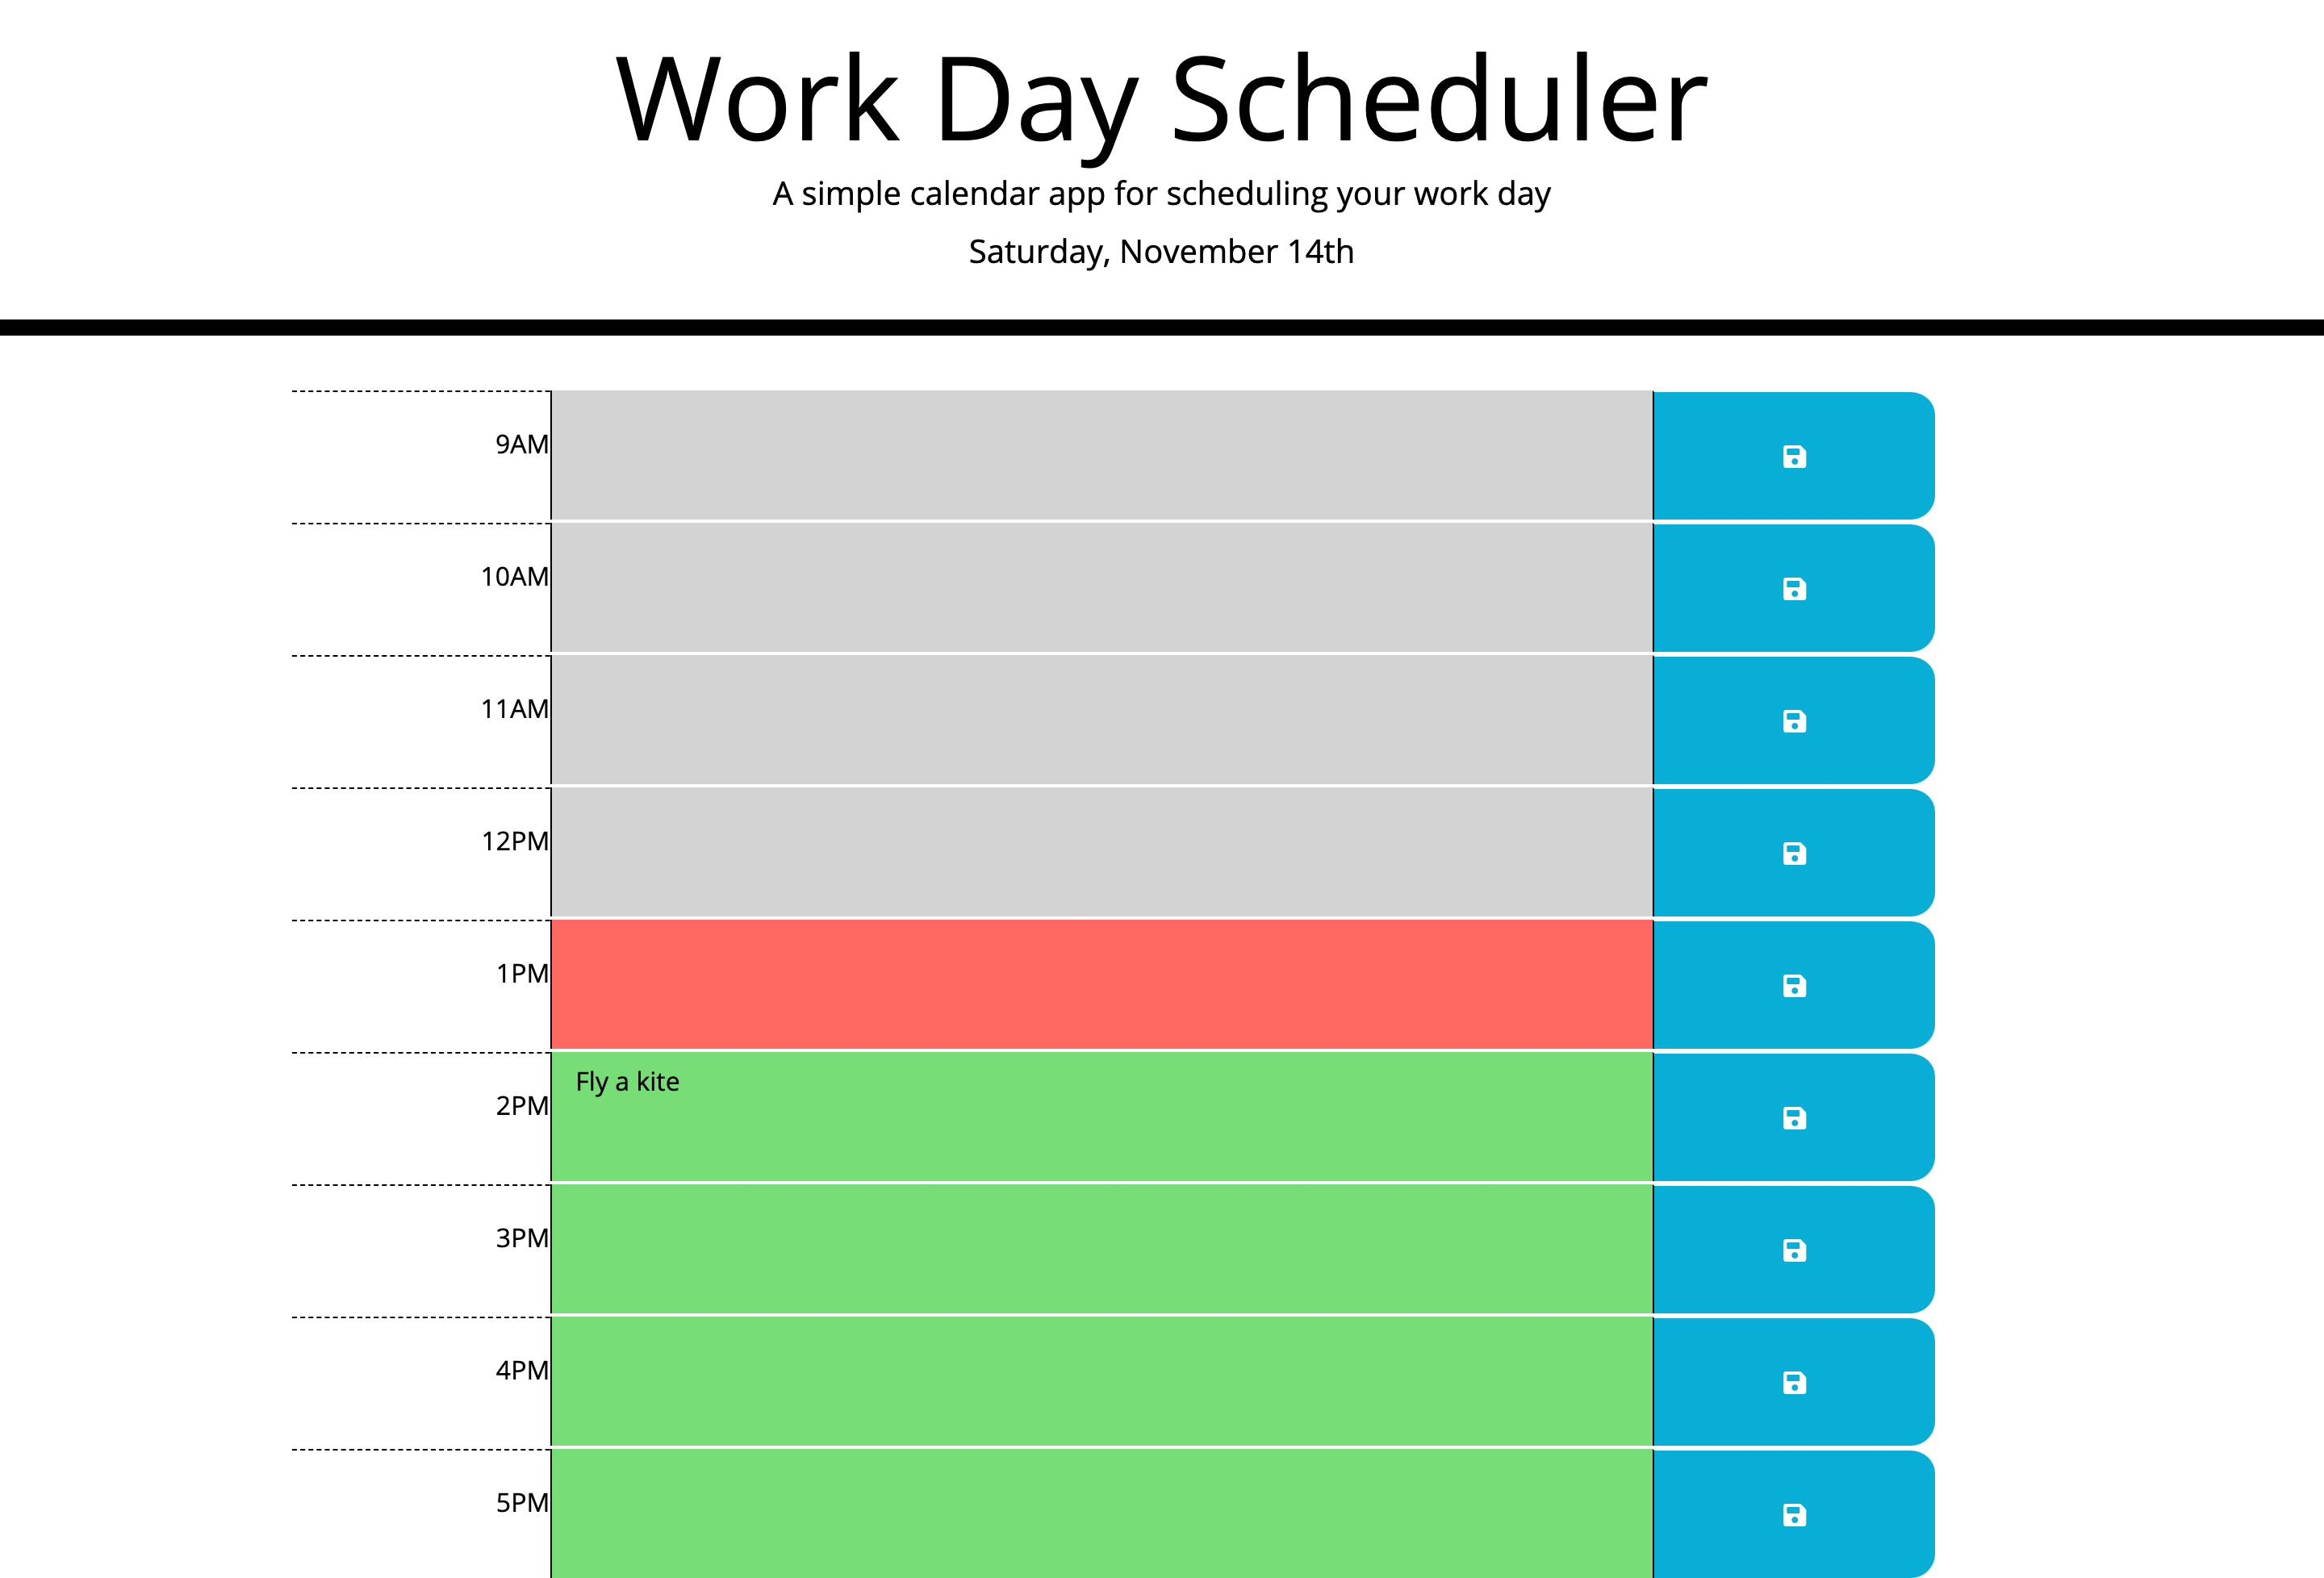 Work Day Scheduler
A simple calendar app for scheduling your work day
Saturday, November 14th
9AM
10AM
11AM
12PM
1PM
2PM
Fly a kite
3PM
4PM
5PM